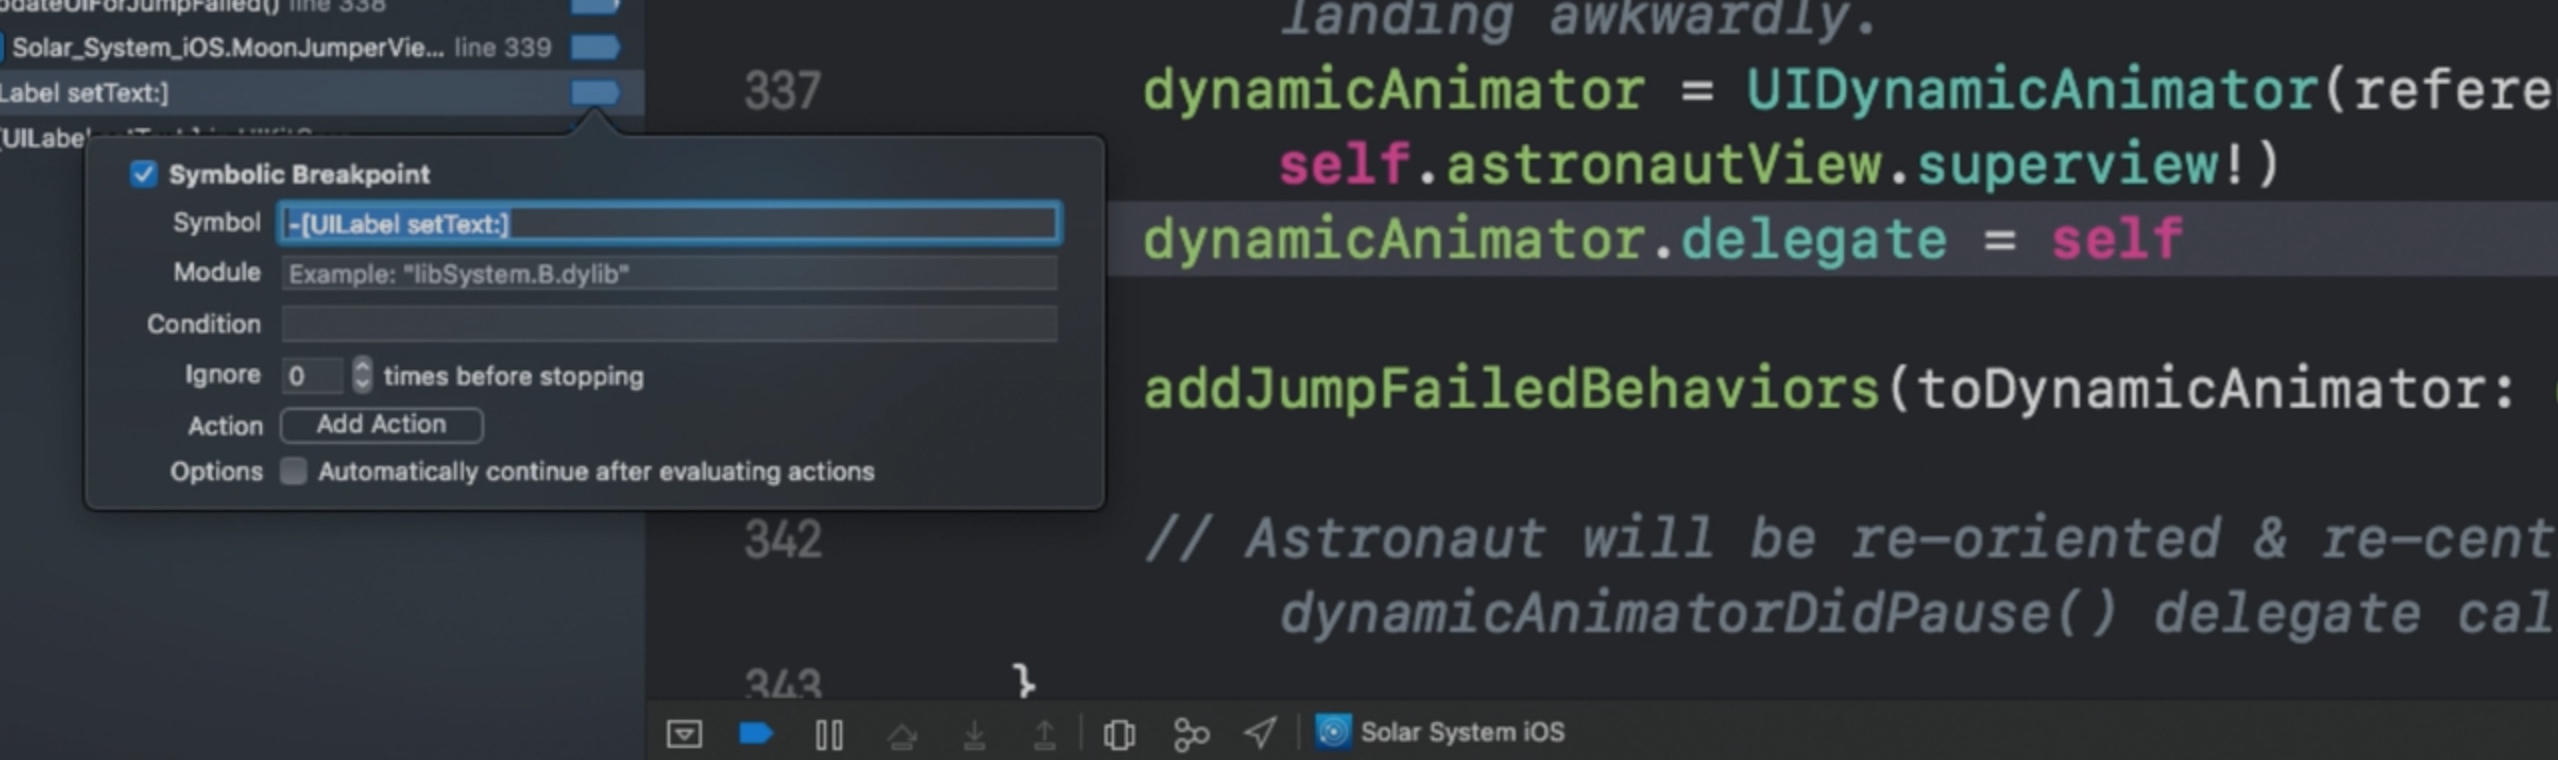 odateUIForJumpFailed() line 338
Solar_System_iOS.MoonJumperVie... line 339
Label setText:]
[UILabel setText:] in UIKitCore
Symbolic Breakpoint
Symbol -[UILabel setText:]
Module Example: "libSystem.B.dylib"
Condition
Ignore 0 times before stopping
Action Add Action
Options Automatically continue after evaluating actions
landing awkwardly.
337 dynamicAnimator = UIDynamicAnimator(refere
self.astronautView.superview!)
dynamicAnimator.delegate = self
addJumpFailedBehaviors(toDynamicAnimator:
342 // Astronaut will be re-oriented & re-cent
dynamicAnimatorDidPause() delegate cal
343 }
Solar System iOS